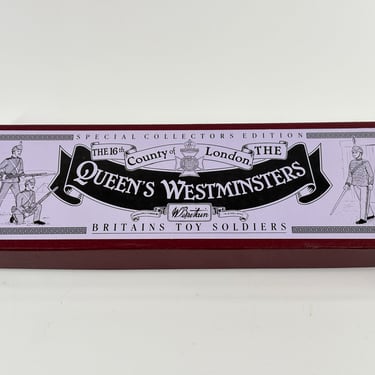 SPECIAL COLLECTORS EDITION
THE 16th County of London THE
QUEEN'S WESTMINSTERS
W. Britain
BRITAINS TOY SOLDIERS